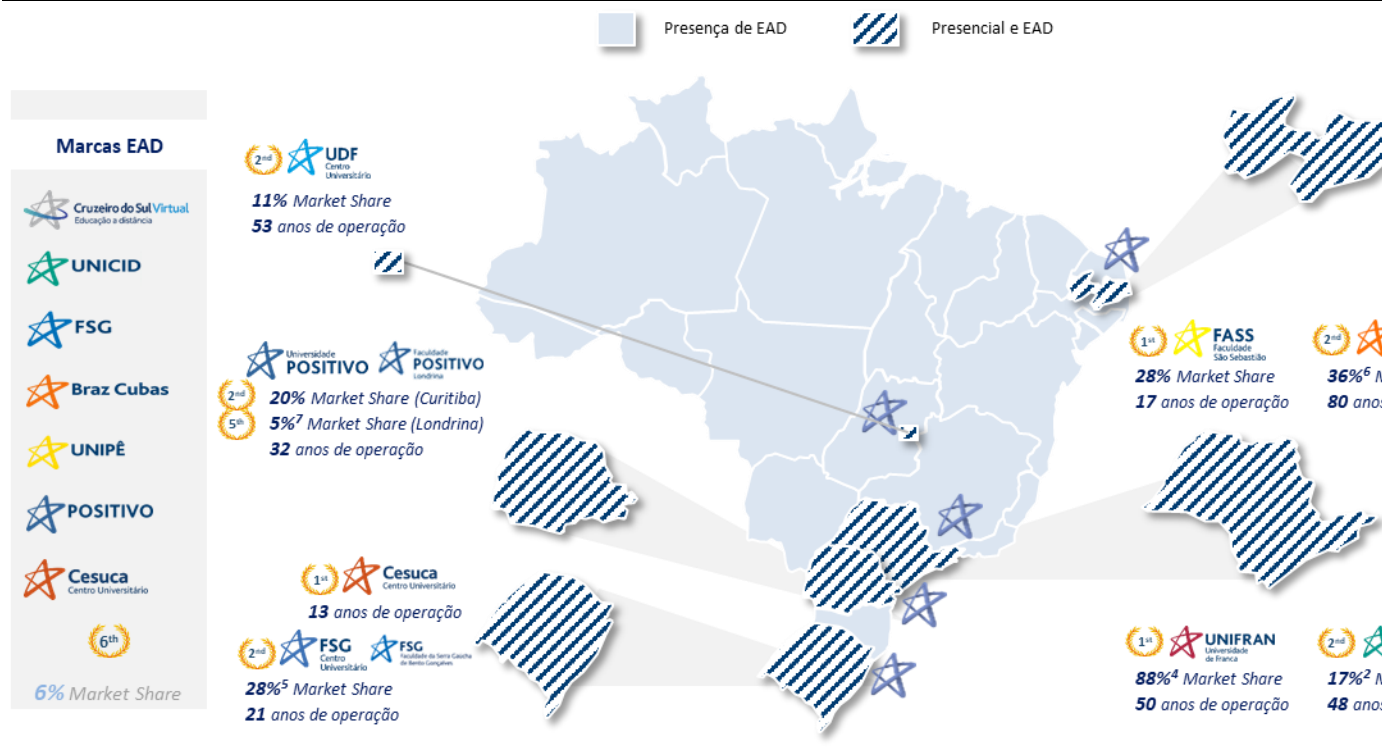 Presença de EAD
Presencial e EAD
Marcas EAD
Cruzeiro do Sul Virtual
Educação a distância
UNICID
FSG
Braz Cubas
UNIPÊ
POSITIVO
Cesuca
Centro Universitário
6th
6% Market Share
2nd
UDF
Centro
Universitário
11% Market Share
53 anos de operação
Universidade
POSITIVO
Faculdade
POSITIVO
Londrina
2nd
20% Market Share (Curitiba)
5th
5%7 Market Share (Londrina)
32 anos de operação
1st
Cesuca
Centro Universitário
13 anos de operação
2nd
FSG
Centro
Universitário
FSG
Faculdade da Serra Gaúcha
de Bento Gonçalves
28%5 Market Share
21 anos de operação
1st
FASS
Faculdade
São Sebastião
28% Market Share
17 anos de operação
2nd
36%6 M
80 anos
1st
UNIFRAN
Universidade
de Franca
88%4 Market Share
50 anos de operação
2nd
17%2 M
48 anos